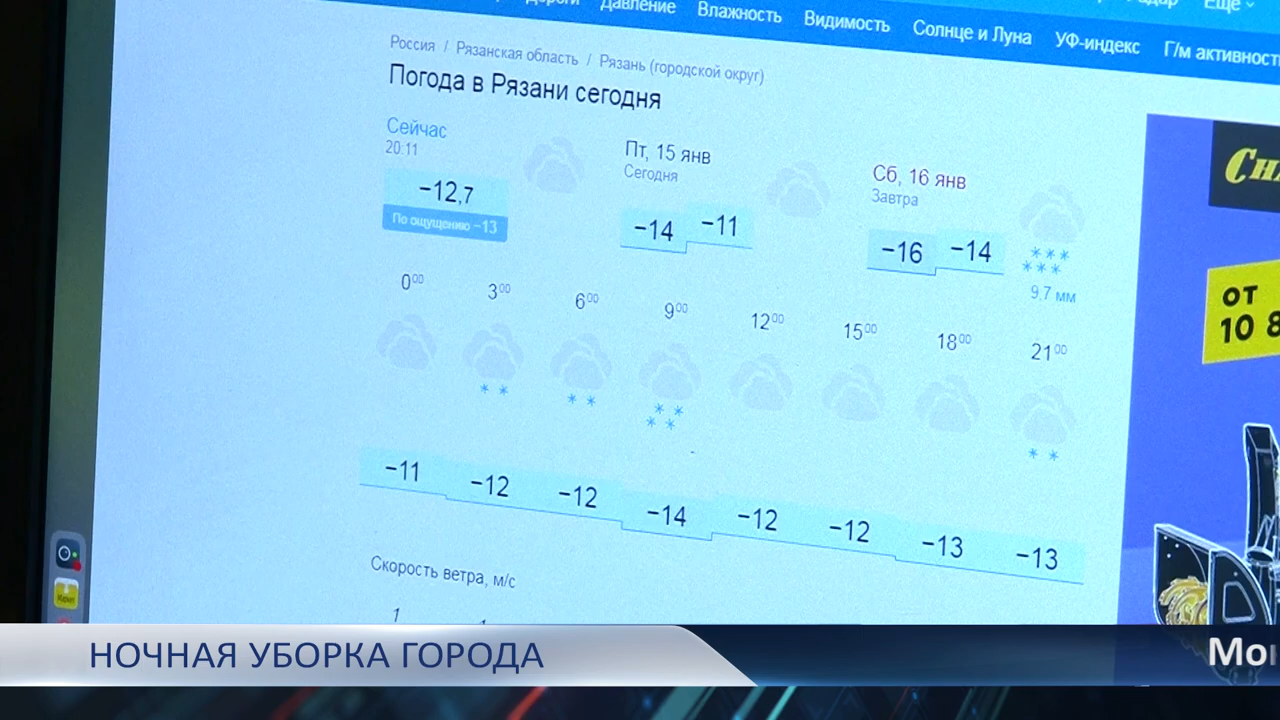 дороги Давление Влажность Видимость Солнце и Луна УФ-индекс Г/м активност
Ещё
Россия / Рязанская область / Рязань (городской округ)
Погода в Рязани сегодня
Сейчас
20:11
−12,7
По ощущению −13
Пт, 15 янв
Сегодня
−14 −11
Сб, 16 янв
Завтра
−16 −14
9,7 мм
0⁰⁰ 3⁰⁰ 6⁰⁰ 9⁰⁰ 12⁰⁰ 15⁰⁰ 18⁰⁰ 21⁰⁰
−11 −12 −12 −14 −12 −12 −13 −13
Скорость ветра, м/с
1
ОТ
10 8
НОЧНАЯ УБОРКА ГОРОДА